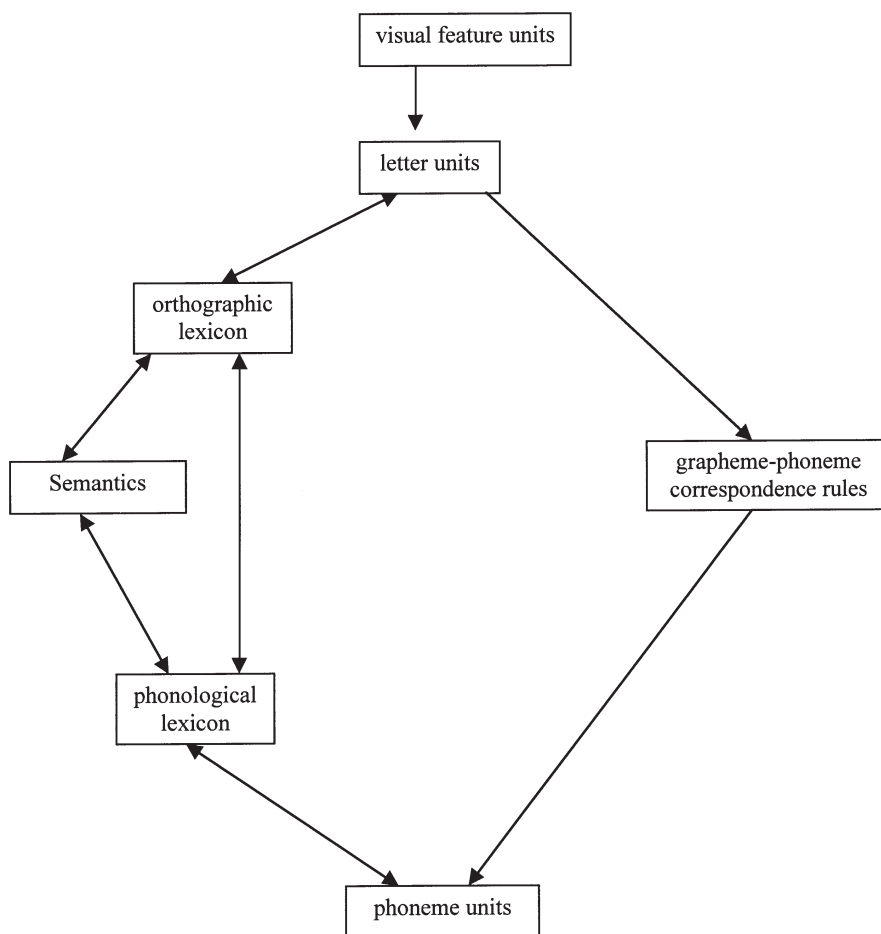 visual feature units
letter units
orthographic
lexicon
Semantics
grapheme-phoneme
correspondence rules
phonological
lexicon
phoneme units